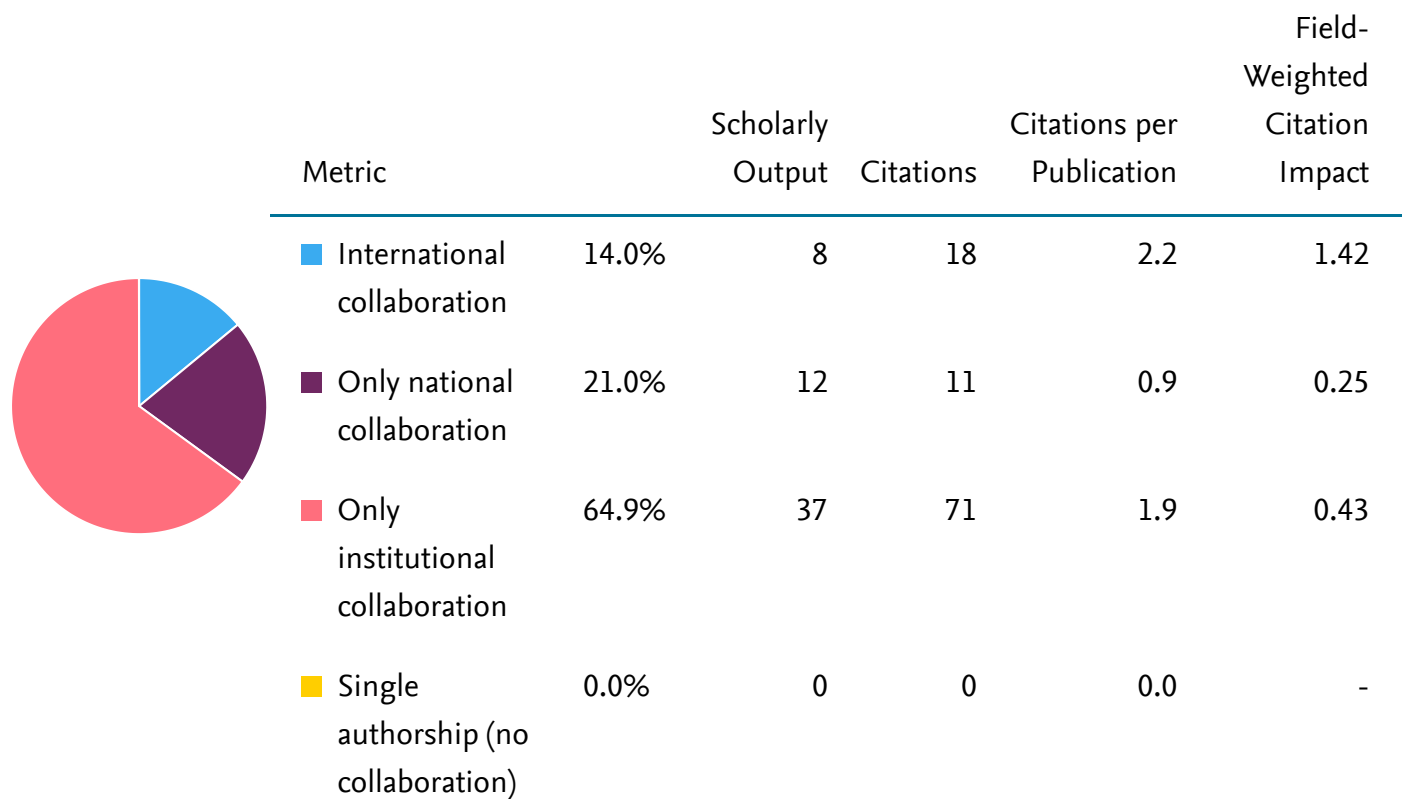 Field-
Weighted
Scholarly Citations per Citation
Metric Output Citations Publication Impact
International 14.0% 8 18 2.2 1.42
collaboration
Only national 21.0% 12 11 0.9 0.25
collaboration
Only 64.9% 37 71 1.9 0.43
institutional
collaboration
Single 0.0% 0 0 0.0 -
authorship (no
collaboration)